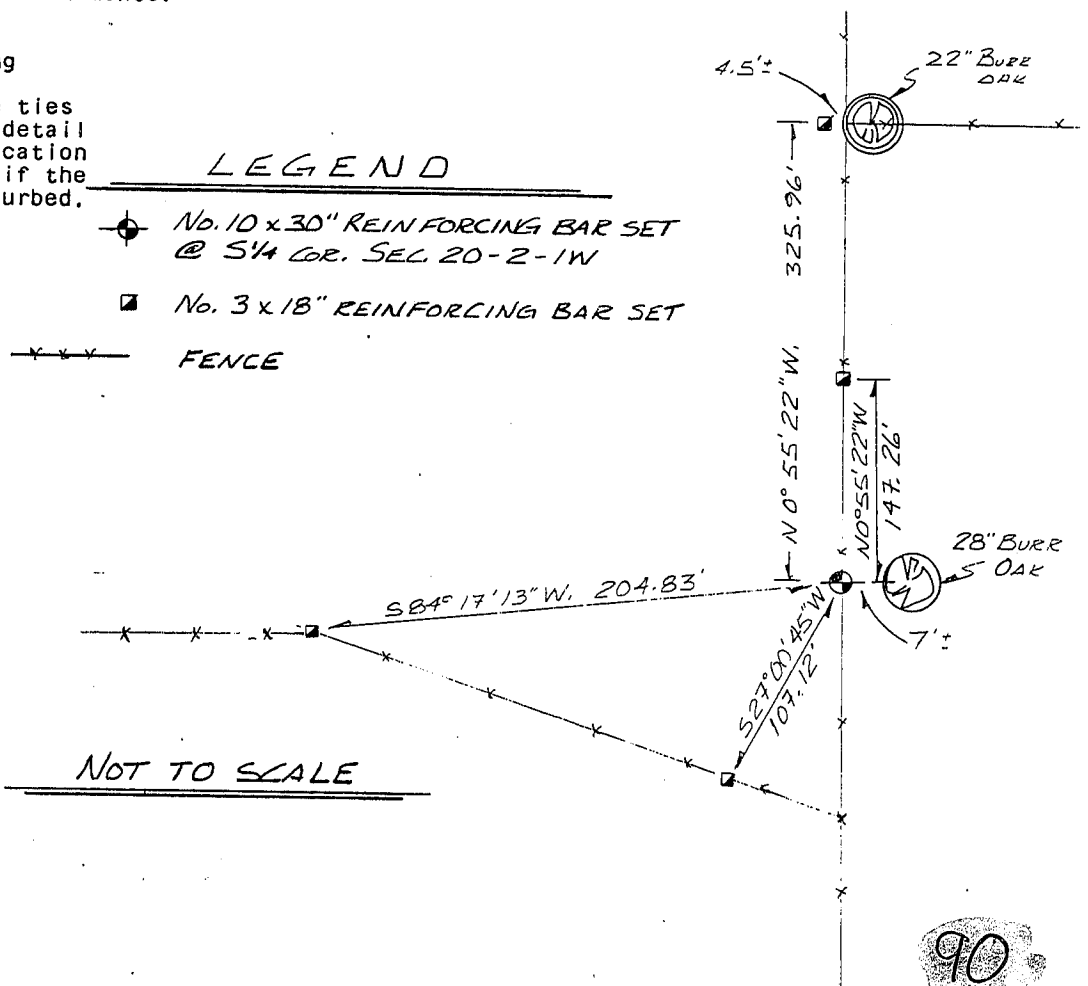 ments.
g
ties
detail
cation
if the
urbed.
LEGEND
No. 10 x 30" REINFORCING BAR SET
@ S1/4 COR. SEC. 20-2-1W
No. 3 x 18" REINFORCING BAR SET
FENCE
NOT TO SCALE
4.5'±
22" BURR
OAK
325.96'
N 0° 55' 22" W.
N0°55'22"W
147.26'
28" BURR
OAK
7'±
S84° 17' 13" W. 204.83'
S27°00'45"W
107.12'
90